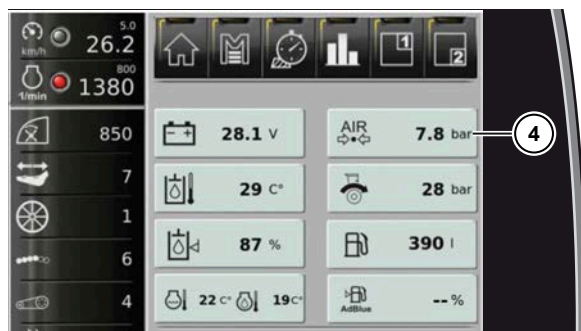 5.0
km/h 26.2
800
1/min 1380
1
2
850
7
1
6
4
28.1 V
AIR 7.8 bar
4
29 C°
28 bar
87 %
390 l
22 C° 19C°
AdBlue --%